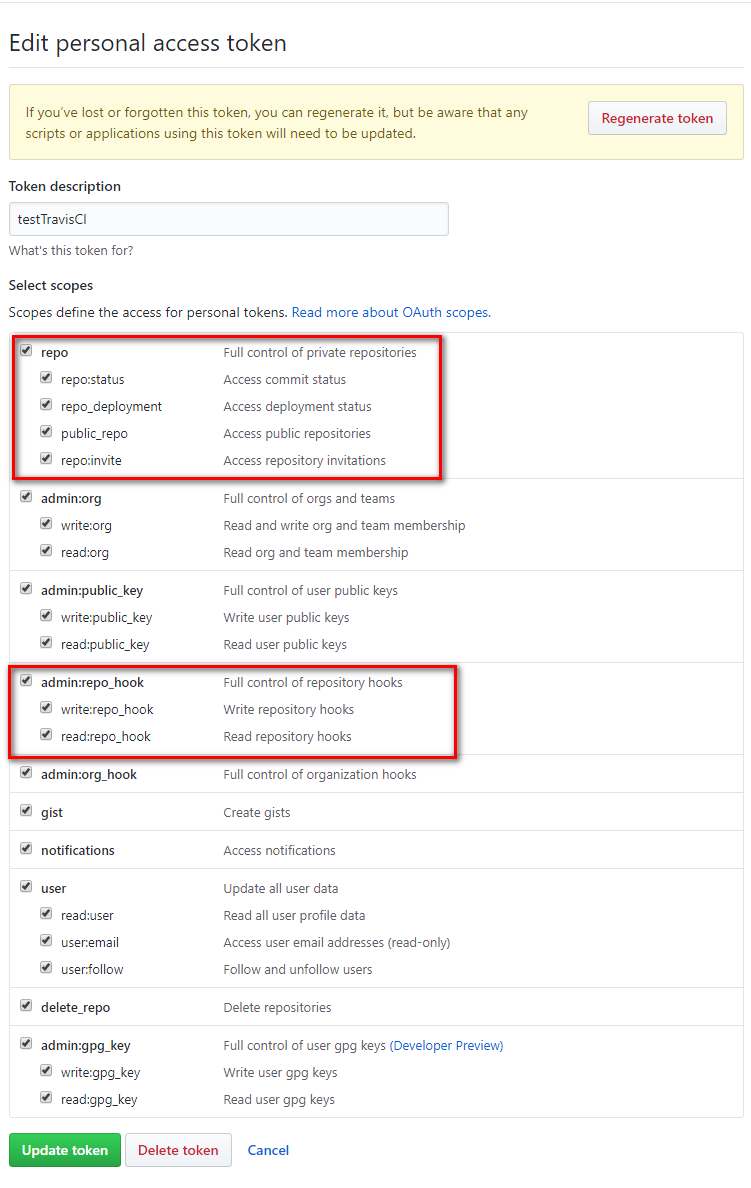 Edit personal access token
If you've lost or forgotten this token, you can regenerate it, but be aware that any
scripts or applications using this token will need to be updated.
Regenerate token
Token description
testTravisCI
What's this token for?
Select scopes
Scopes define the access for personal tokens. Read more about OAuth scopes.
repo Full control of private repositories
repo:status Access commit status
repo_deployment Access deployment status
public_repo Access public repositories
repo:invite Access repository invitations
admin:org Full control of orgs and teams
write:org Read and write org and team membership
read:org Read org and team membership
admin:public_key Full control of user public keys
write:public_key Write user public keys
read:public_key Read user public keys
admin:repo_hook Full control of repository hooks
write:repo_hook Write repository hooks
read:repo_hook Read repository hooks
admin:org_hook Full control of organization hooks
gist Create gists
notifications Access notifications
user Update all user data
read:user Read all user profile data
user:email Access user email addresses (read-only)
user:follow Follow and unfollow users
delete_repo Delete repositories
admin:gpg_key Full control of user gpg keys (Developer Preview)
write:gpg_key Write user gpg keys
read:gpg_key Read user gpg keys
Update token Delete token Cancel